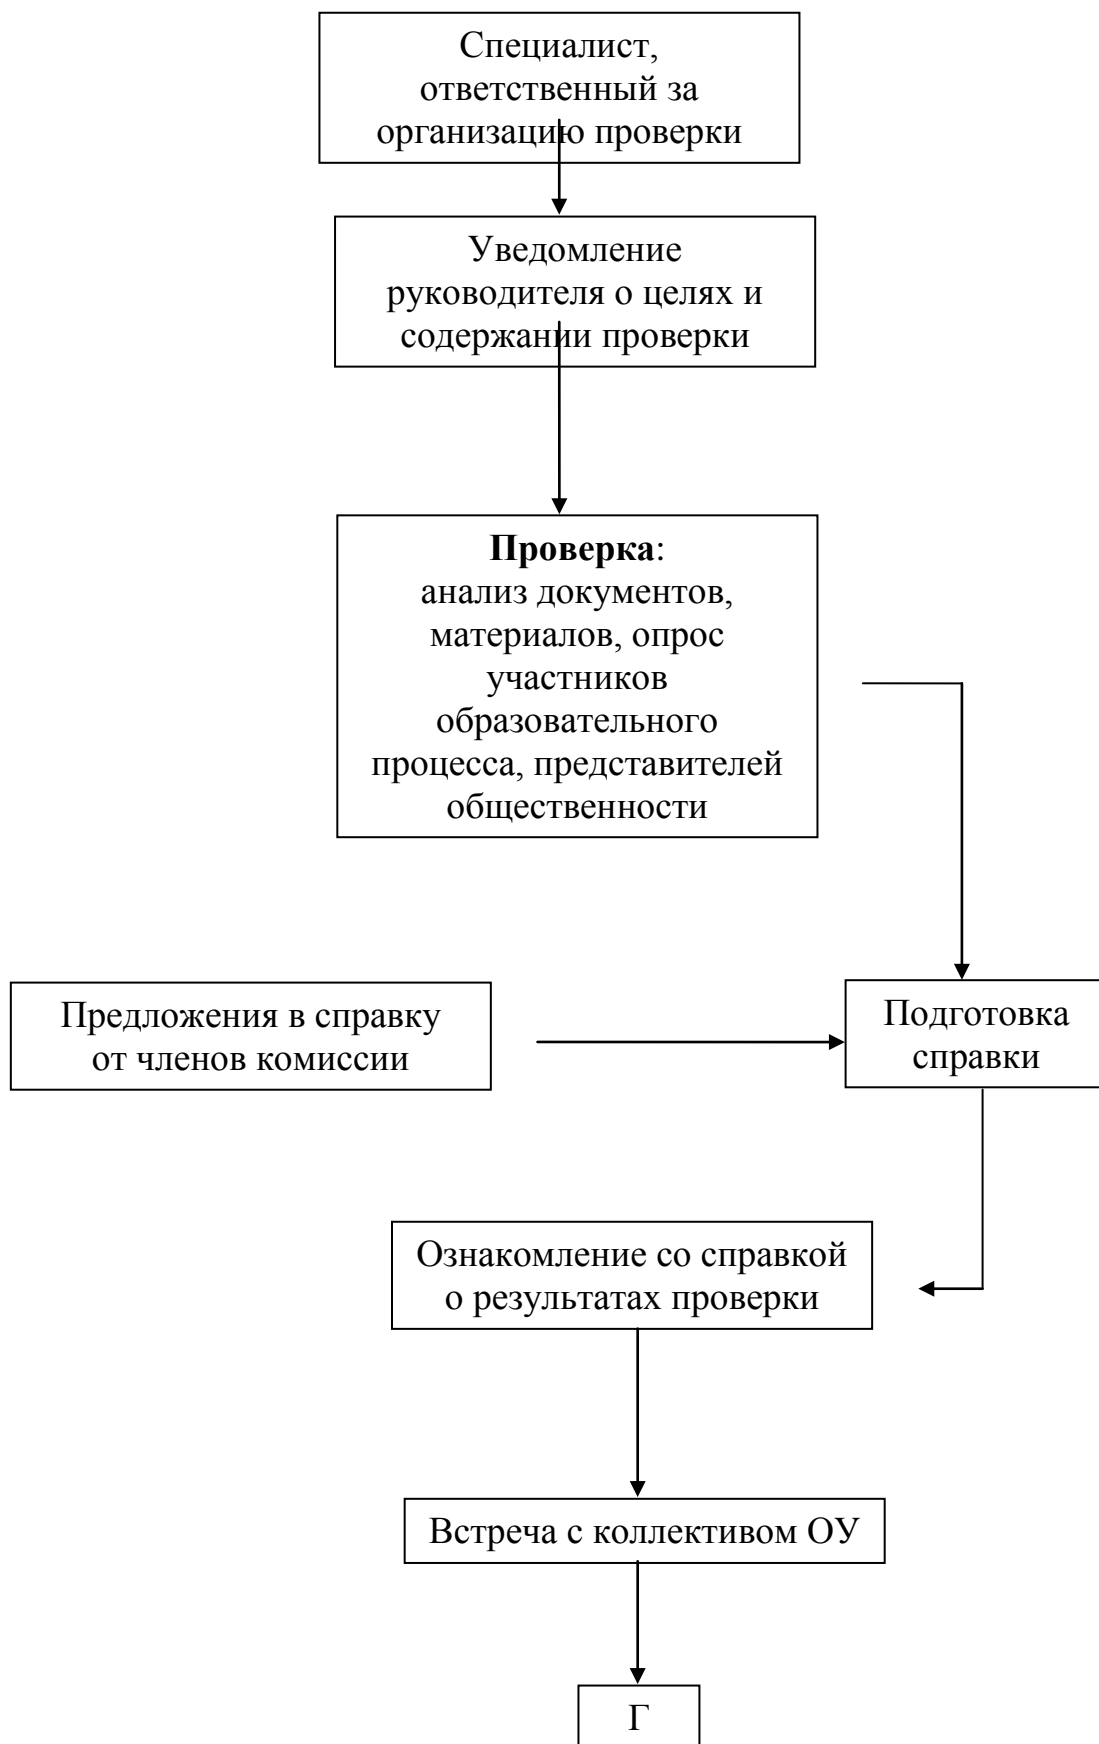 Специалист,
ответственный за
организацию проверки
Уведомление
руководителя о целях и
содержании проверки
Проверка:
анализ документов,
материалов, опрос
участников
образовательного
процесса, представителей
общественности
Предложения в справку
от членов комиссии
Подготовка
справки
Ознакомление со справкой
о результатах проверки
Встреча с коллективом ОУ
Г